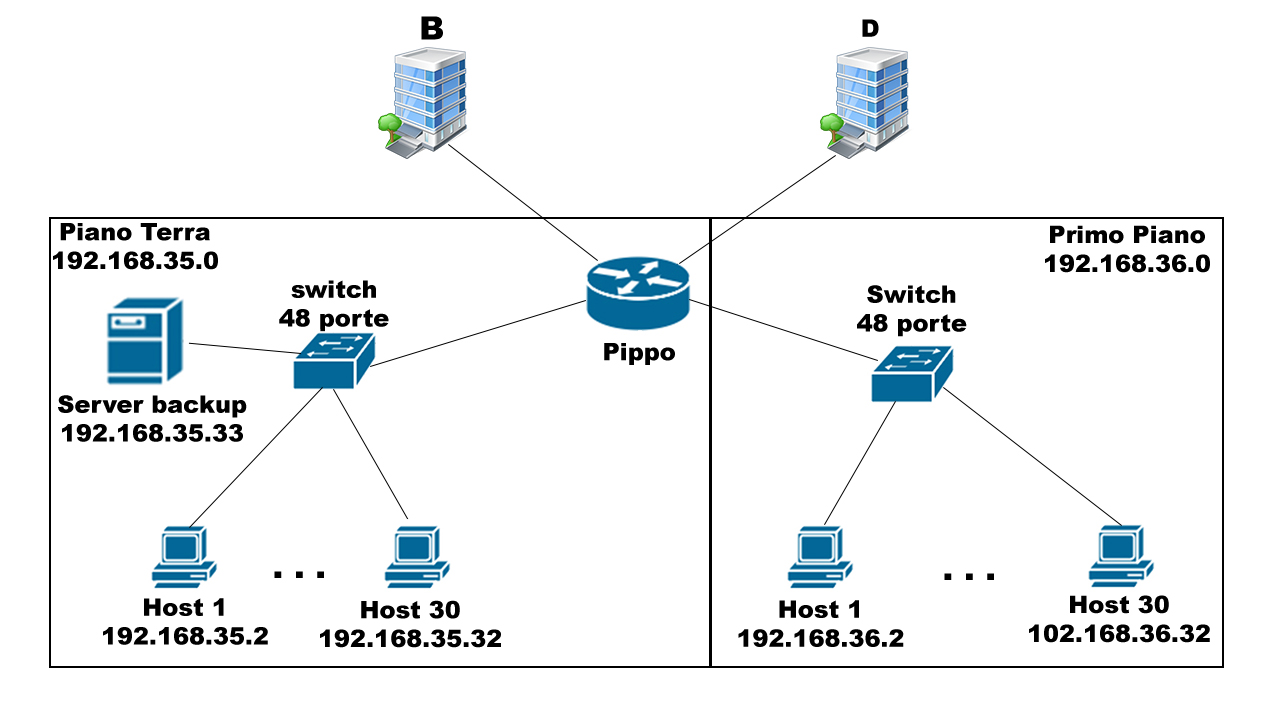 B
D
Piano Terra
192.168.35.0
Primo Piano
192.168.36.0
switch
48 porte
Switch
48 porte
Pippo
Server backup
192.168.35.33
Host 1
192.168.35.2
. . .
Host 30
192.168.35.32
Host 1
192.168.36.2
. . .
Host 30
102.168.36.32